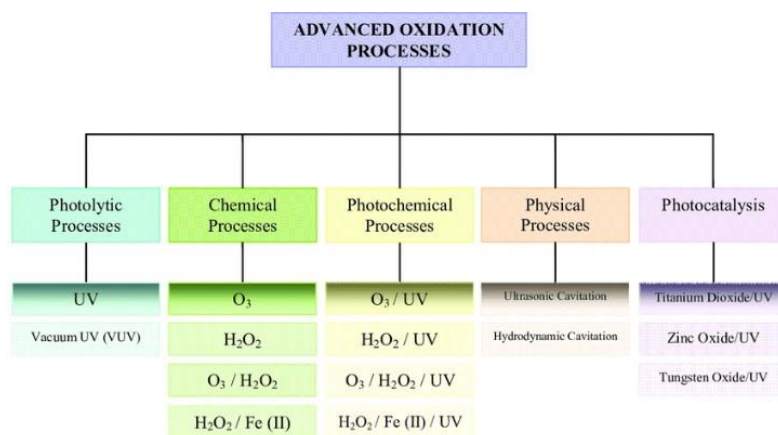 ADVANCED OXIDATION
PROCESSES
Photolytic
Processes
UV
Vacuum UV (VUV)
Chemical
Processes
O₃
H₂O₂
O₃ / H₂O₂
H₂O₂ / Fe (II)
Photochemical
Processes
O₃ / UV
H₂O₂ / UV
O₃ / H₂O₂ / UV
H₂O₂ / Fe (II) / UV
Physical
Processes
Ultrasonic Cavitation
Hydrodynamic Cavitation
Photocatalysis
Titanium Dioxide/UV
Zinc Oxide/UV
Tungsten Oxide/UV